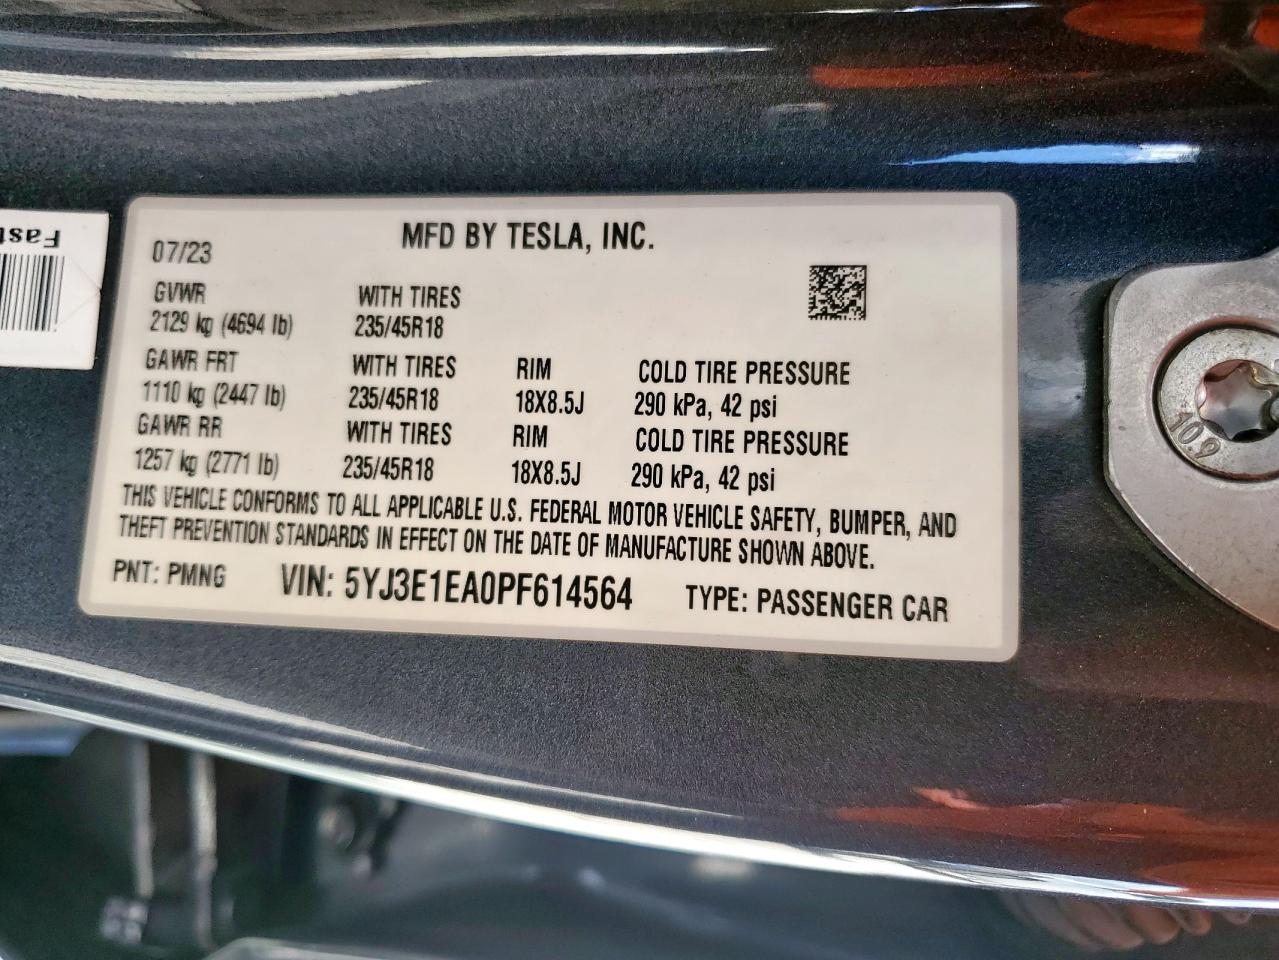 Fast
07/23
MFD BY TESLA, INC.
GVWR WITH TIRES
2129 kg (4694 lb) 235/45R18
GAWR FRT WITH TIRES RIM COLD TIRE PRESSURE
1110 kg (2447 lb) 235/45R18 18X8.5J 290 kPa, 42 psi
GAWR RR WITH TIRES RIM COLD TIRE PRESSURE
1257 kg (2771 lb) 235/45R18 18X8.5J 290 kPa, 42 psi
THIS VEHICLE CONFORMS TO ALL APPLICABLE U.S. FEDERAL MOTOR VEHICLE SAFETY, BUMPER, AND
THEFT PREVENTION STANDARDS IN EFFECT ON THE DATE OF MANUFACTURE SHOWN ABOVE.
PNT: PMNG VIN: 5YJ3E1EA0PF614564 TYPE: PASSENGER CAR
109